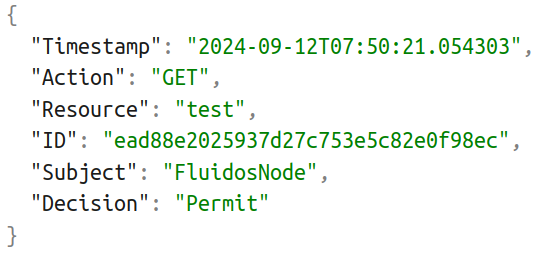 {
"Timestamp": "2024-09-12T07:50:21.054303",
"Action": "GET",
"Resource": "test",
"ID": "ead88e2025937d27c753e5c82e0f98ec",
"Subject": "FluidosNode",
"Decision": "Permit"
}